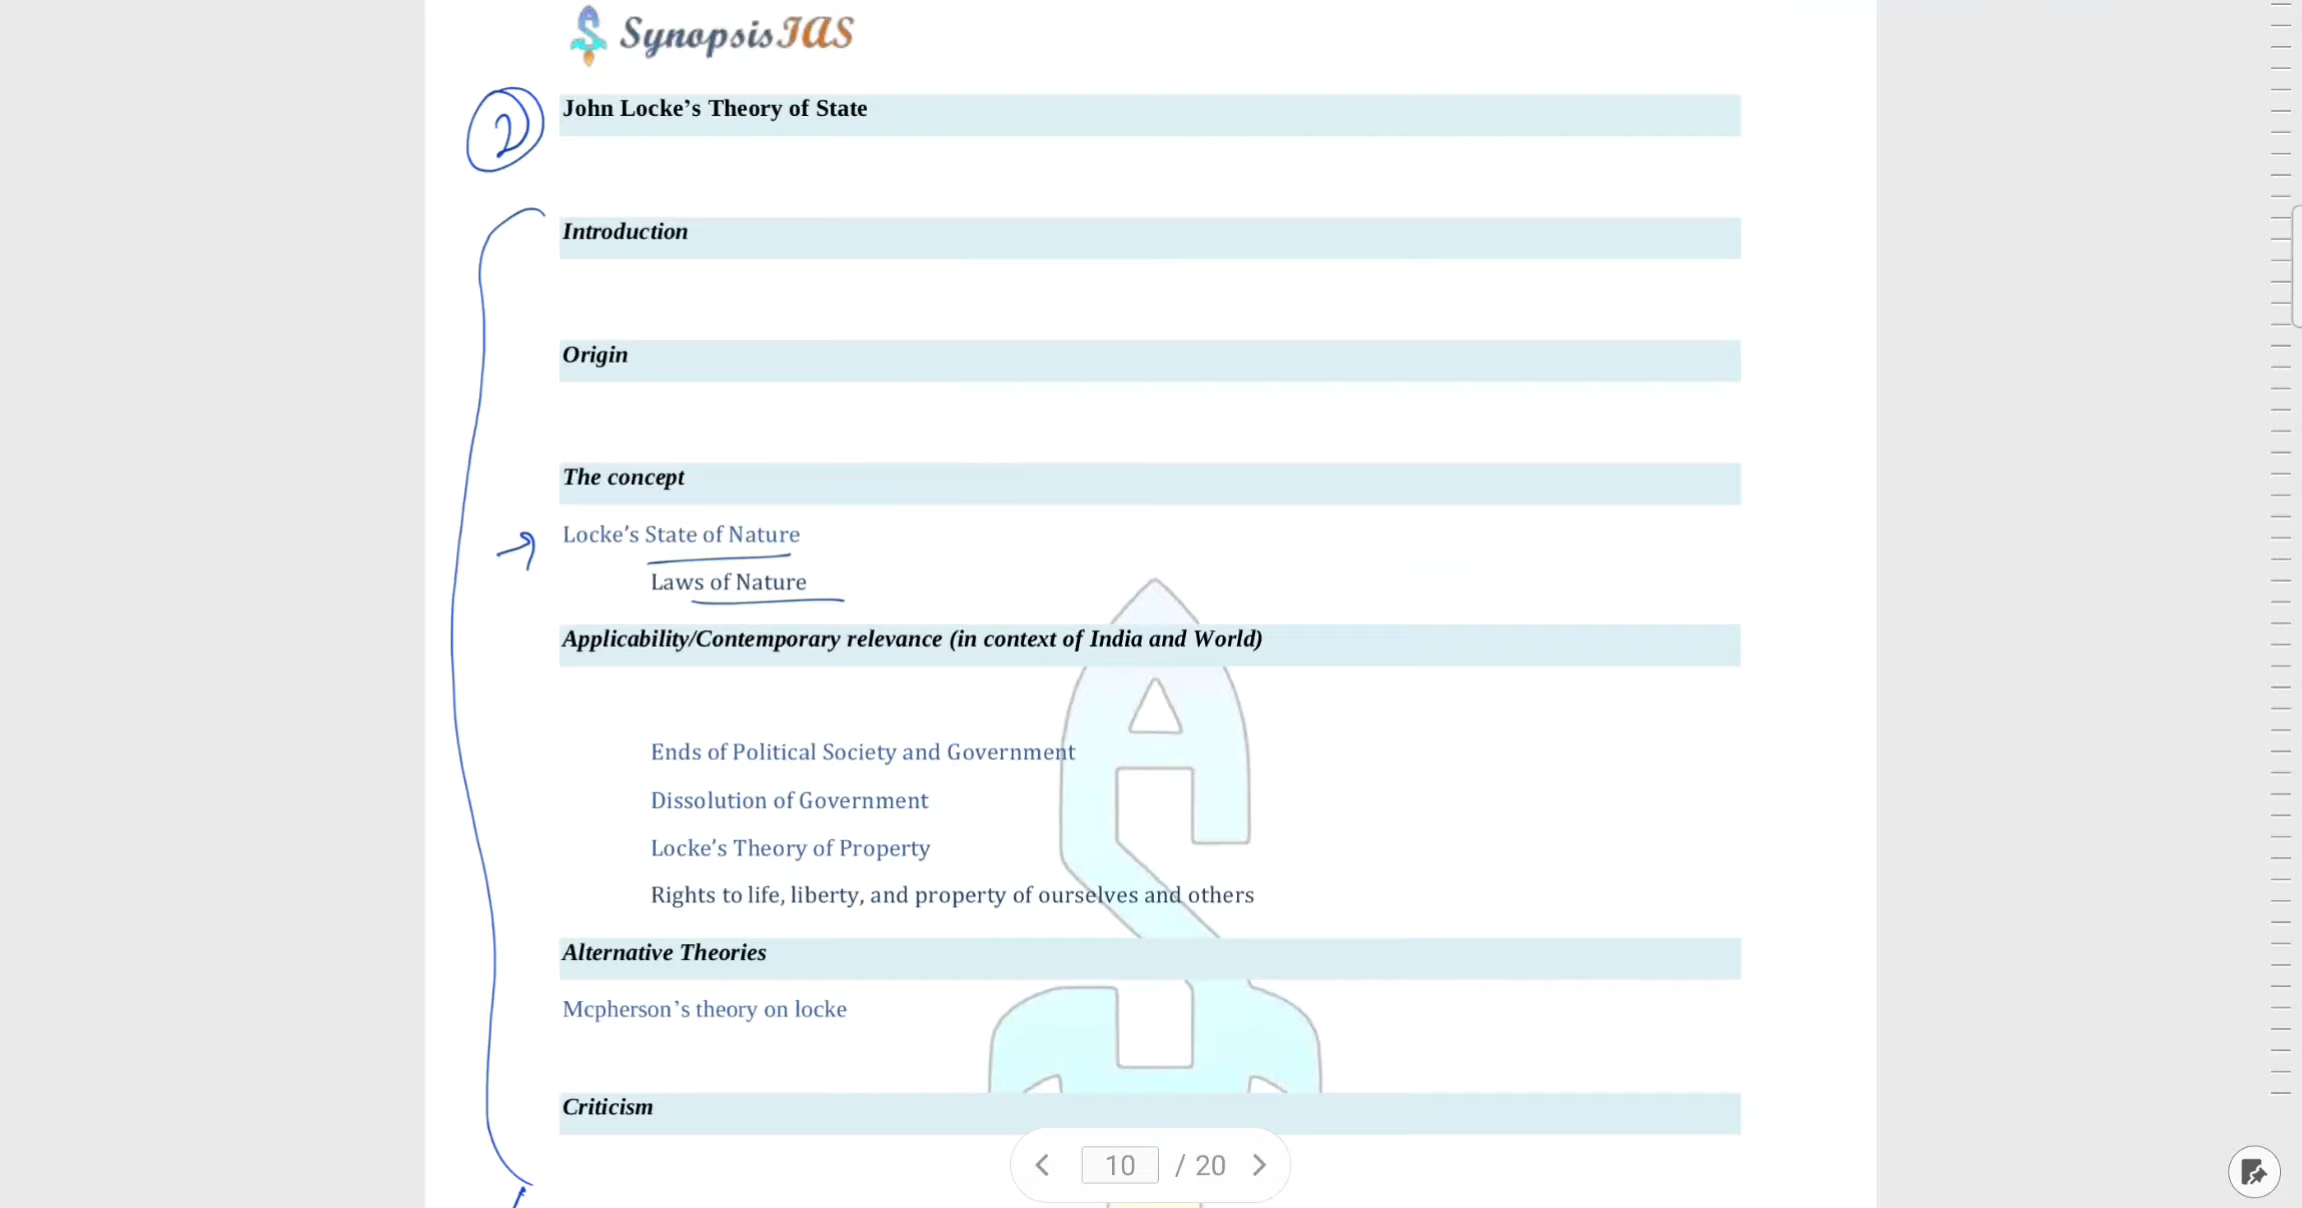 SynopsisIAS
2
John Locke’s Theory of State
Introduction
Origin
The concept
Locke’s State of Nature
Laws of Nature
Applicability/Contemporary relevance (in context of India and World)
Ends of Political Society and Government
Dissolution of Government
Locke’s Theory of Property
Rights to life, liberty, and property of ourselves and others
Alternative Theories
Mcpherson’s theory on locke
Criticism
10 / 20